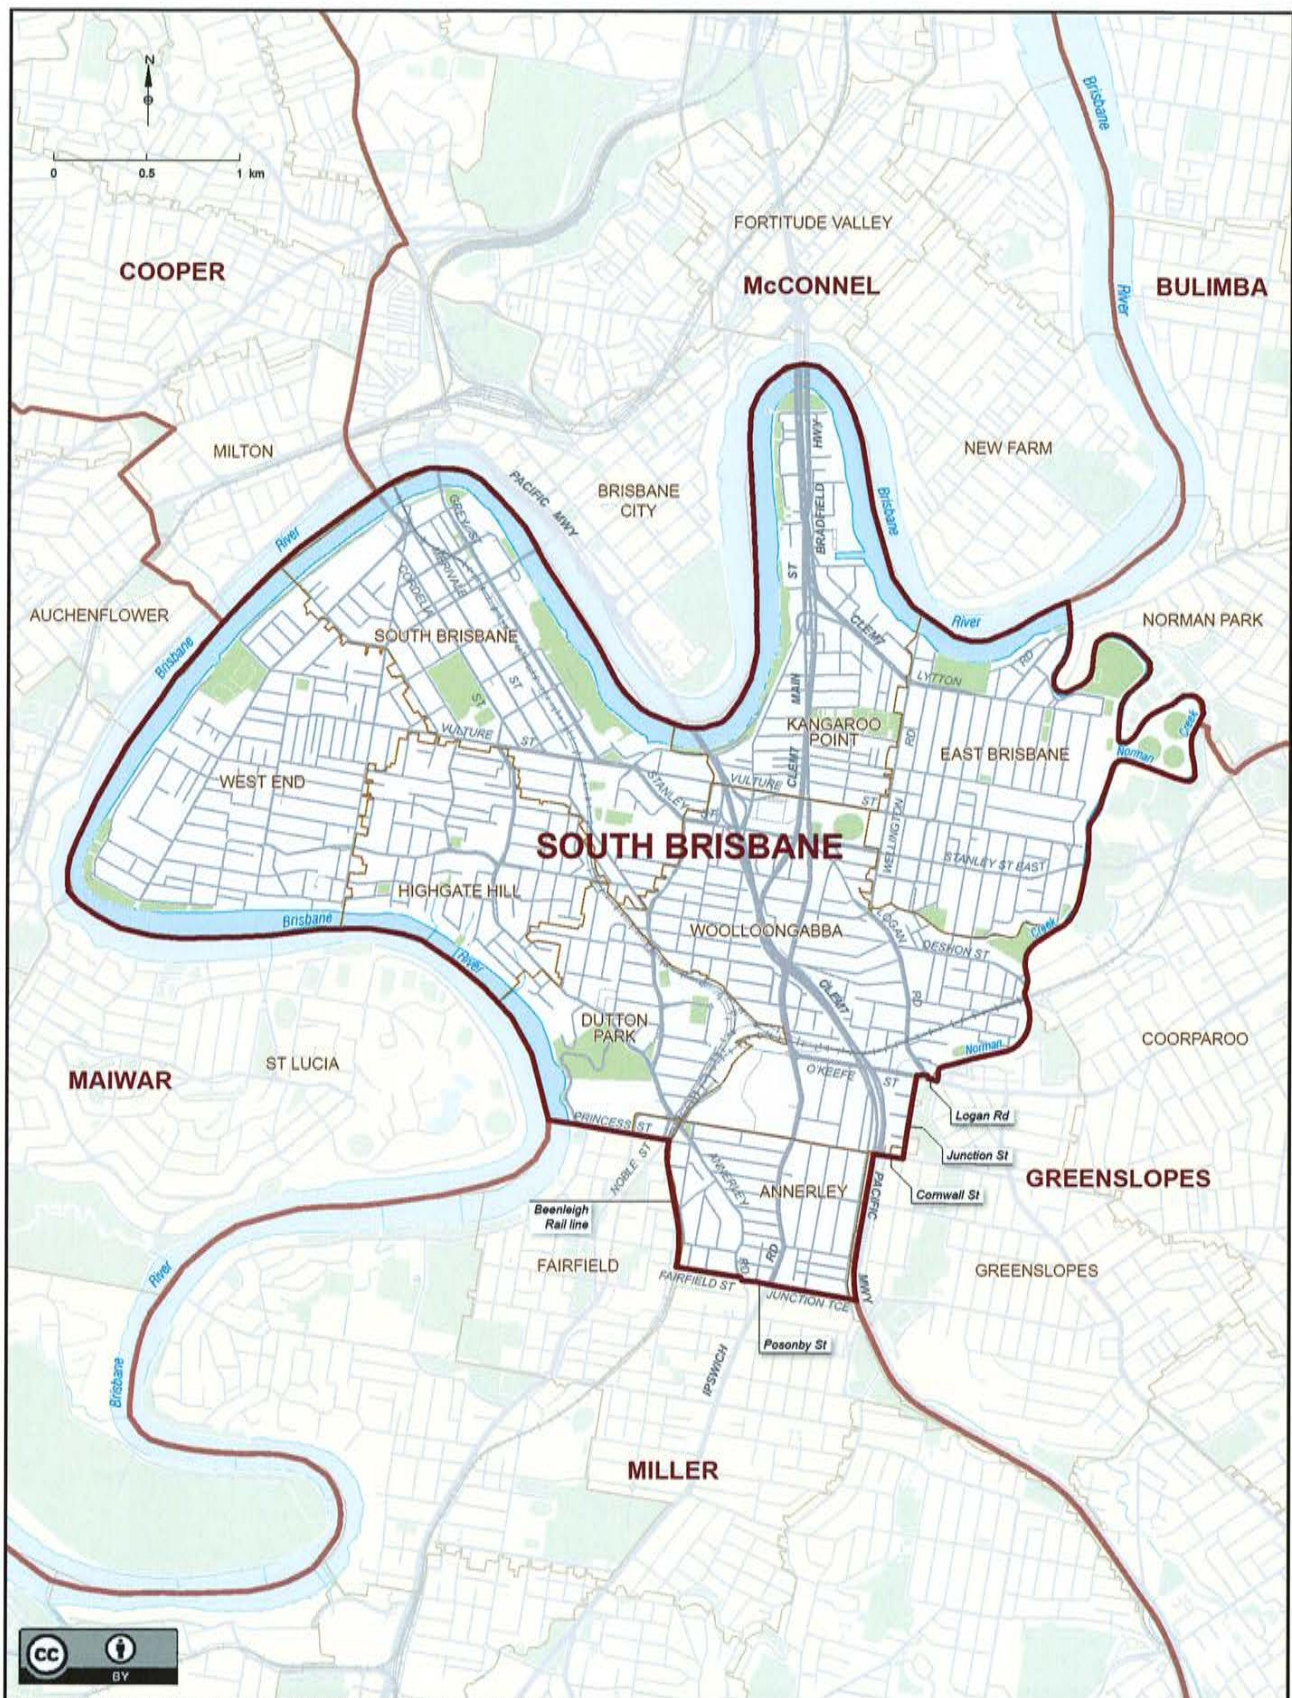 N
0 0.5 1 km
FORTITUDE VALLEY
COOPER
McCONNEL
BULIMBA
Brisbane
River
MILTON
NEW FARM
BRISBANE
CITY
PACIFIC MWY
GREY ST
MERIVALE
CORDELIA
ST
ST
HWY
BRADFIELD
ST
Brisbane
River
River
AUCHENFLOWER
Brisbane
SOUTH BRISBANE
NORMAN PARK
CLEM7
LYTTON
RD
MAIN
KANGAROO
POINT
RD
EAST BRISBANE
Norman
Creek
VULTURE ST
WEST END
STANLEY
ST
VULTURE
ST
CLEM7
WELLINGTON
STANLEY ST EAST
SOUTH BRISBANE
HIGHGATE HILL
Brisbane
River
WOOLLOONGABBA
LOGAN
RD
DESHON ST
Creek
CLEM7
DUTTON
PARK
Norman
COORPAROO
ST LUCIA
MAIWAR
O'KEEFE
ST
Logan Rd
PRINCESS ST
NOBLE ST
Junction St
GREENSLOPES
ANNERLEY
ANNERLEY
RD
PACIFIC
MWY
Cornwall St
Beenleigh
Rail line
FAIRFIELD
RD
GREENSLOPES
FAIRFIELD ST
JUNCTION TCE
River
Posonby St
IPSWICH
Brisbane
MILLER
CC
BY